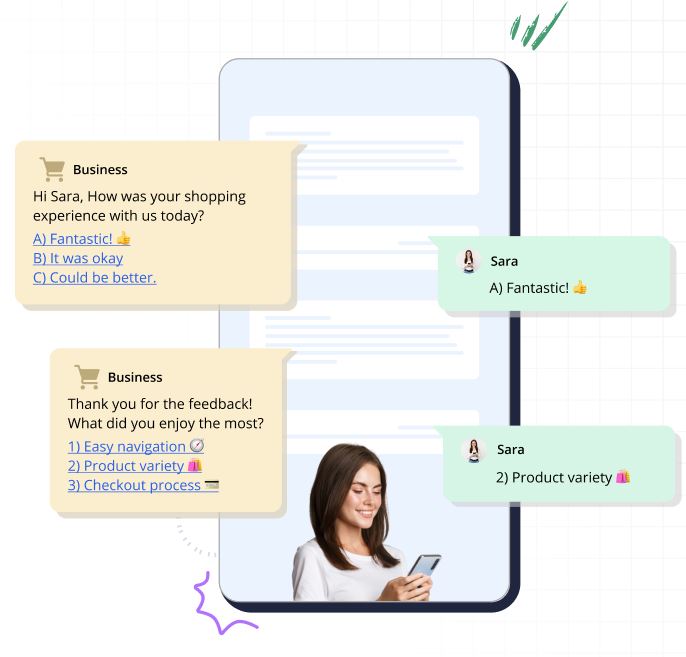 Business
Hi Sara, How was your shopping
experience with us today?
A) Fantastic! 👍
B) It was okay
C) Could be better.
Sara
A) Fantastic! 👍
Business
Thank you for the feedback!
What did you enjoy the most?
1) Easy navigation 🧭
2) Product variety 🛍️
3) Checkout process 💳
Sara
2) Product variety 🛍️